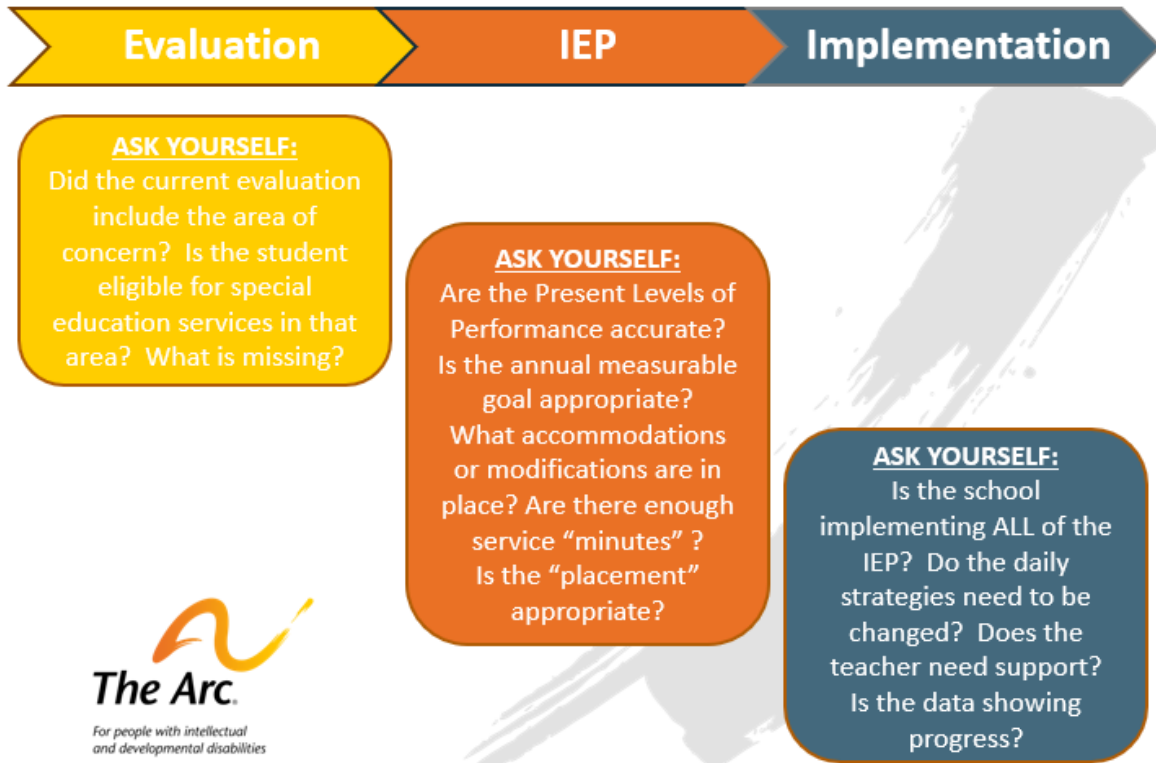 Evaluation
IEP
Implementation
ASK YOURSELF:
Did the current evaluation
include the area of
concern?  Is the student
eligible for special
education services in that
area?  What is missing?
ASK YOURSELF:
Are the Present Levels of
Performance accurate?
Is the annual measurable
goal appropriate?
What accommodations
or modifications are in
place? Are there enough
service “minutes” ?
Is the “placement”
appropriate?
ASK YOURSELF:
Is the school
implementing ALL of the
IEP?  Do the daily
strategies need to be
changed?  Does the
teacher need support?
Is the data showing
progress?
The Arc.
For people with intellectual
and developmental disabilities